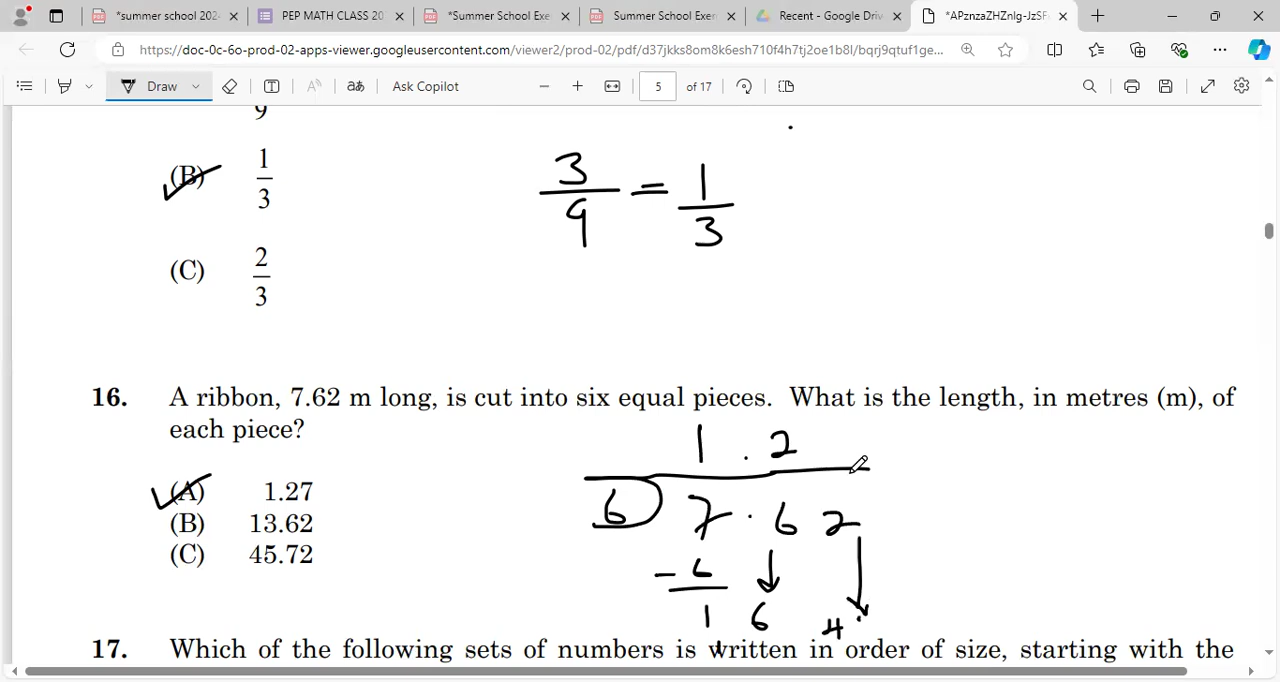 *summer school 202
PEP MATH CLASS 20
*Summer School Exe
Summer School Exer
Recent - Google Driv
*APznzaZHZnlg-JzSF
https://doc-0c-6o-prod-02-apps-viewer.googleusercontent.com/viewer2/prod-02/pdf/d37jkks8om8k6esh710f4h7tj2oe1b8l/bqrj9qtuf1ge...
Draw
aあ
Ask Copilot
5
of 17
9
(B) 1/3
3/9 = 1/3
(C) 2/3
16. A ribbon, 7.62 m long, is cut into six equal pieces. What is the length, in metres (m), of
each piece?
1 . 2
(A) 1.27
6 7 . 6 2
(B) 13.62
(C) 45.72
- 6
1 6 4
17. Which of the following sets of numbers is written in order of size, starting with the